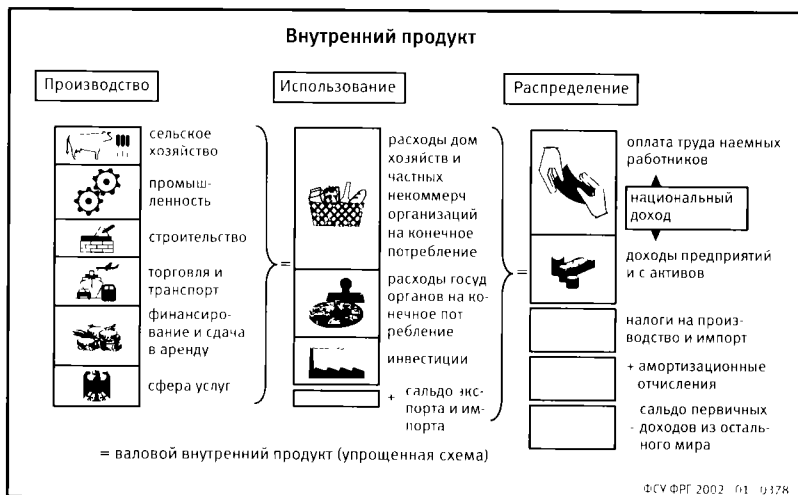 Внутренний продукт
Производство
сельское
хозяйство
промыш-
ленность
строительство
торговля и
транспорт
финансиро-
вание и сдача
в аренду
сфера услуг
=
Использование
расходы дом
хозяйств и
частных
некоммерч
организаций
на конечное
потребление
расходы госуд
органов на ко-
нечное пот
ребление
инвестиции
+ сальдо экс-
порта и им-
порта
=
Распределение
оплата труда наемных
работников
национальный
доход
доходы предприятий
и с активов
налоги на произ-
водство и импорт
+ амортизационные
отчисления
сальдо первичных
- доходов из осталь-
ного мира
= валовой внутренний продукт (упрощенная схема)
ФСУ ФРГ 2002 01 0378